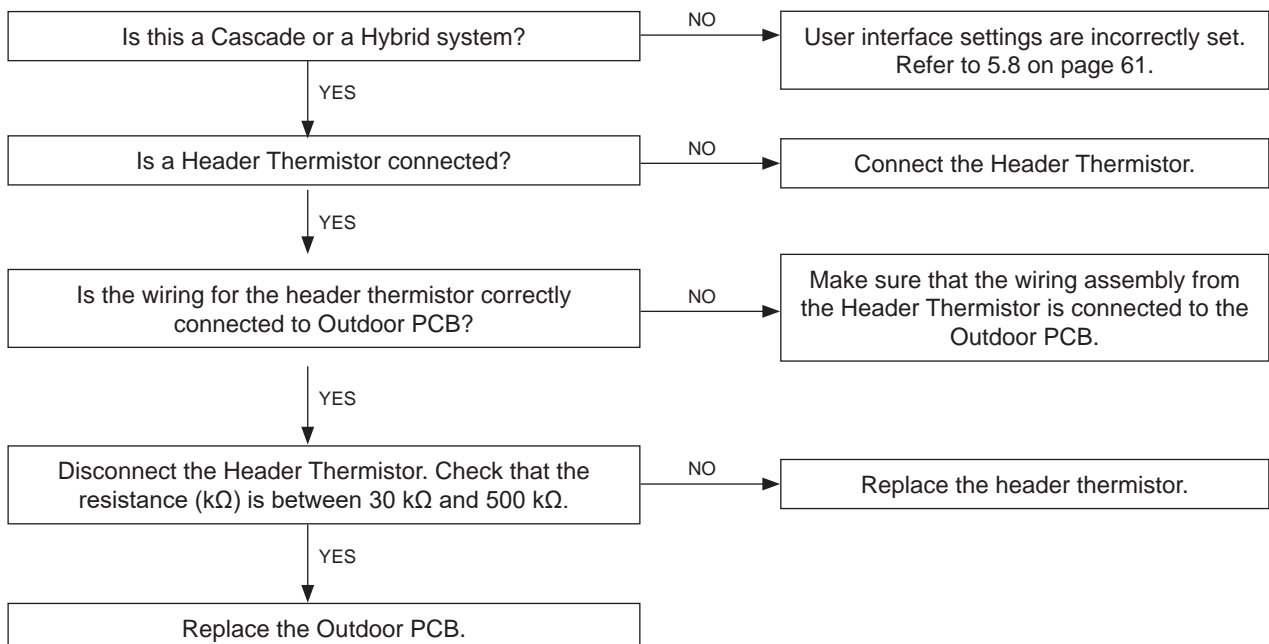 Is this a Cascade or a Hybrid system?
NO
User interface settings are incorrectly set.
Refer to 5.8 on page 61.
YES
Is a Header Thermistor connected?
NO
Connect the Header Thermistor.
YES
Is the wiring for the header thermistor correctly
connected to Outdoor PCB?
NO
Make sure that the wiring assembly from
the Header Thermistor is connected to the
Outdoor PCB.
YES
Disconnect the Header Thermistor. Check that the
resistance (kΩ) is between 30 kΩ and 500 kΩ.
NO
Replace the header thermistor.
YES
Replace the Outdoor PCB.